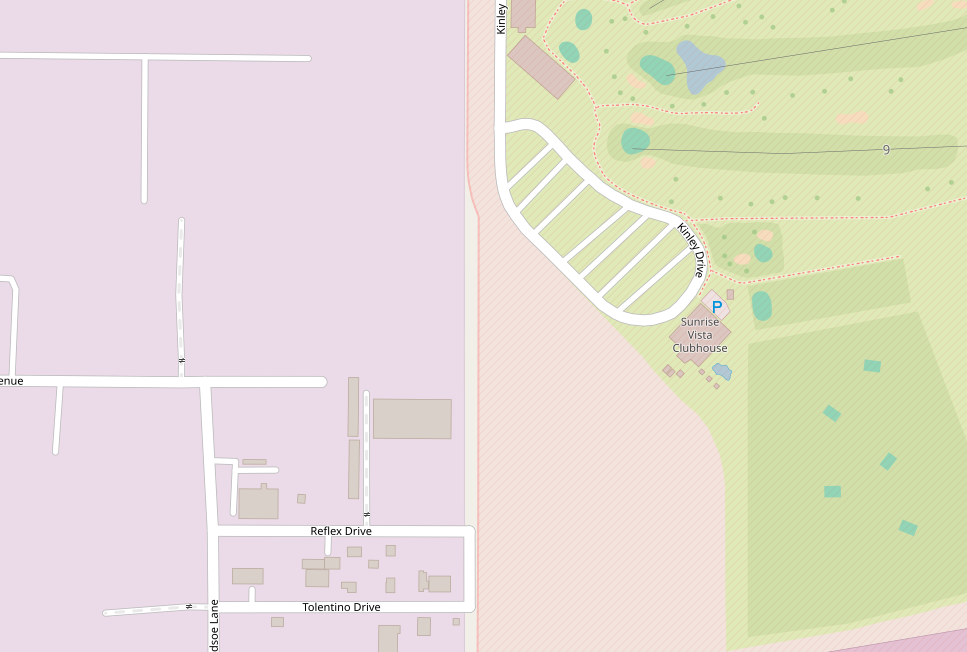 Kinley
9
Kinley Drive
P
Sunrise
Vista
Clubhouse
enue
Reflex Drive
Tolentino Drive
dsoe Lane